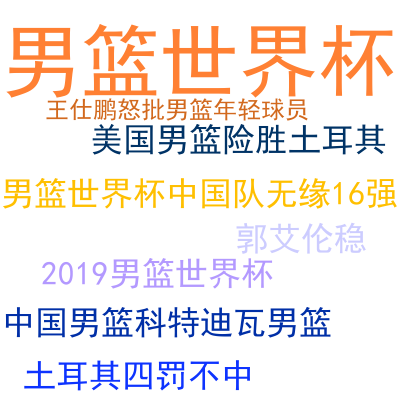 男篮世界杯
王仕鹏怒批男篮年轻球员
美国男篮险胜土耳其
男篮世界杯中国队无缘16强
郭艾伦稳
2019男篮世界杯
中国男篮科特迪瓦男篮
土耳其四罚不中